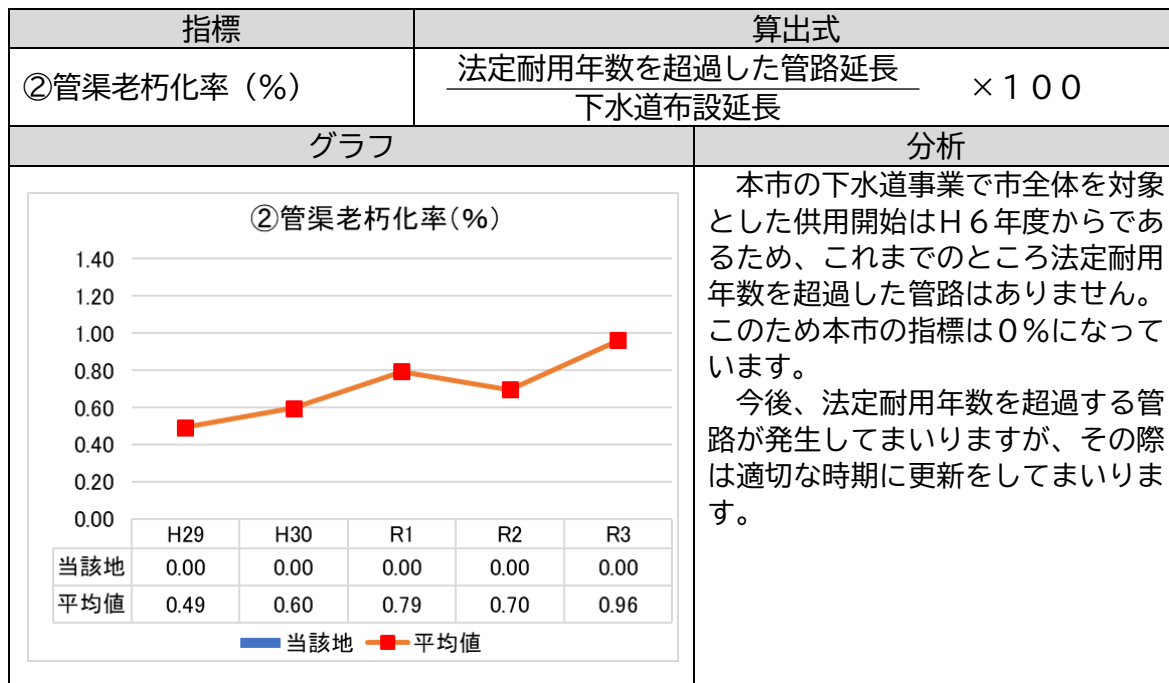 指標
算出式
②管渠老朽化率（％）
法定耐用年数を超過した管路延長
下水道布設延長
×１００
グラフ
分析
②管渠老朽化率(％)
1.40
1.20
1.00
0.80
0.60
0.40
0.20
0.00
H29 H30 R1 R2 R3
当該地 0.00 0.00 0.00 0.00 0.00
平均値 0.49 0.60 0.79 0.70 0.96
当該地 平均値
　本市の下水道事業で市全体を対象
とした供用開始はＨ６年度からであ
るため、これまでのところ法定耐用
年数を超過した管路はありません。
このため本市の指標は０％になって
います。
　今後、法定耐用年数を超過する管
路が発生してまいりますが、その際
は適切な時期に更新をしてまいりま
す。